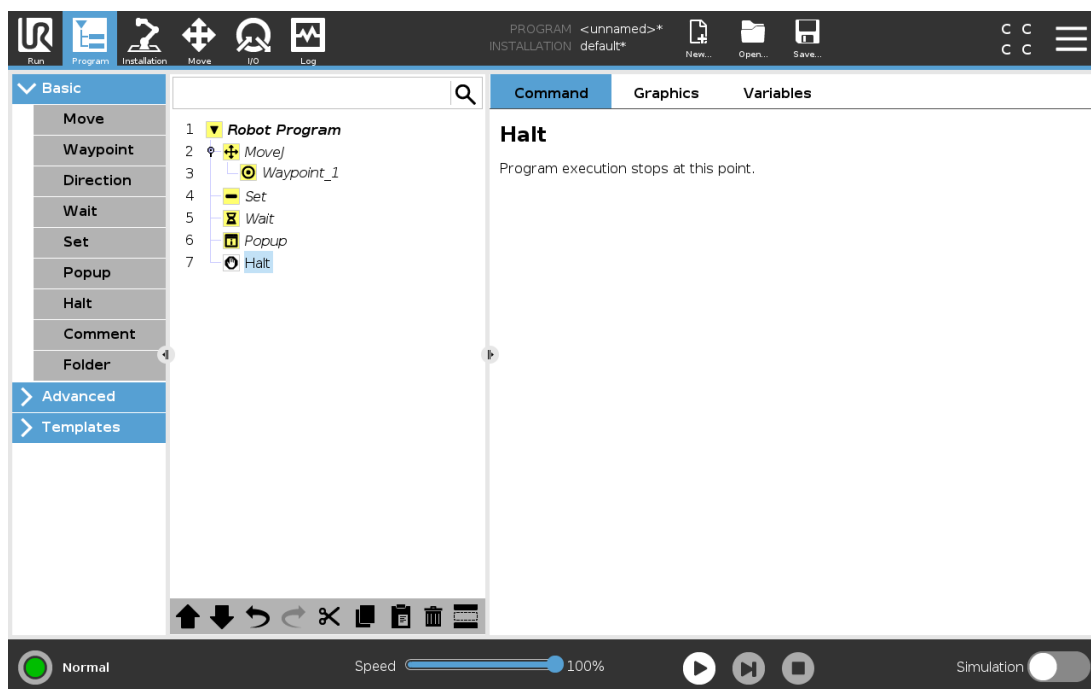 PROGRAM <unnamed>*
INSTALLATION default*
UR
Run
Program
Installation
Move
I/O
Log
New...
Open...
Save...
C C
C C
Basic
Move
Waypoint
Direction
Wait
Set
Popup
Halt
Comment
Folder
Advanced
Templates
1 Robot Program
2 MoveJ
3 Waypoint_1
4 Set
5 Wait
6 Popup
7 Halt
Command Graphics Variables
Halt
Program execution stops at this point.
Normal
Speed 100%
Simulation